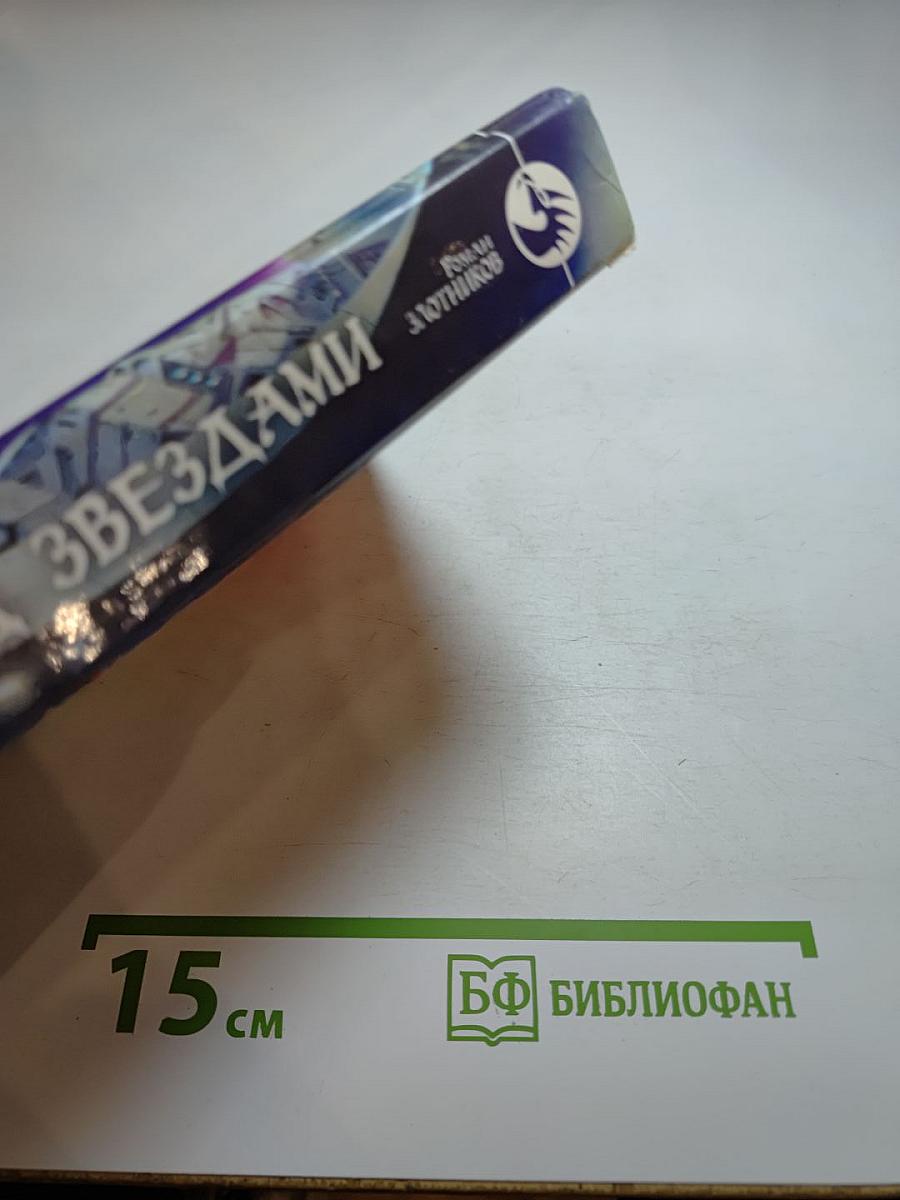 Роман
ЗЛОТНИКОВ
ЗВЕЗДАМИ
15 см
БФ БИБЛИОФАН